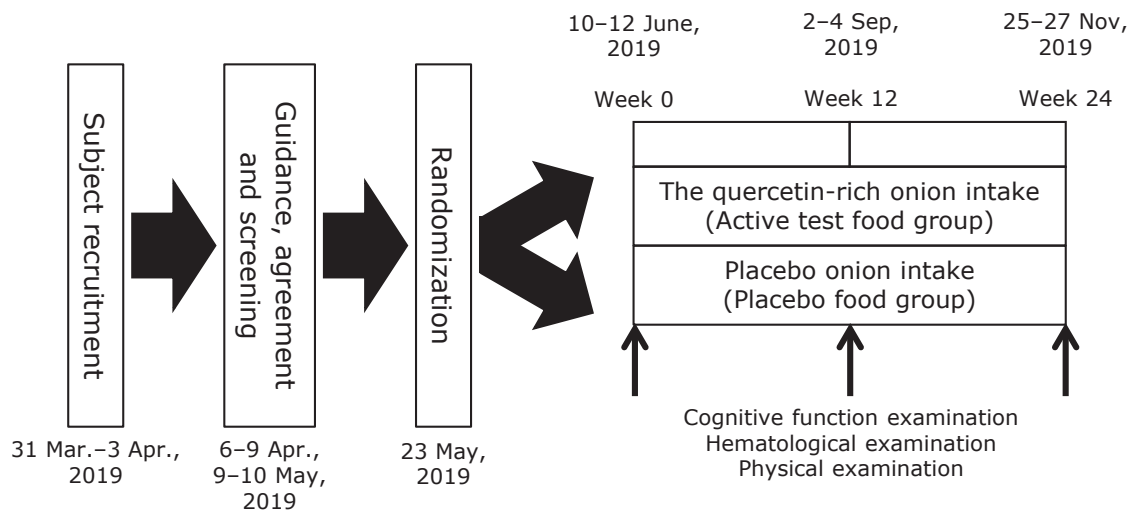 10–12 June,
2019
2–4 Sep,
2019
25–27 Nov,
2019
Week 0
Week 12
Week 24
Subject recruitment
Guidance, agreement
and screening
Randomization
The quercetin-rich onion intake
(Active test food group)
Placebo onion intake
(Placebo food group)
Cognitive function examination
Hematological examination
Physical examination
31 Mar.–3 Apr.,
2019
6–9 Apr.,
9–10 May,
2019
23 May,
2019